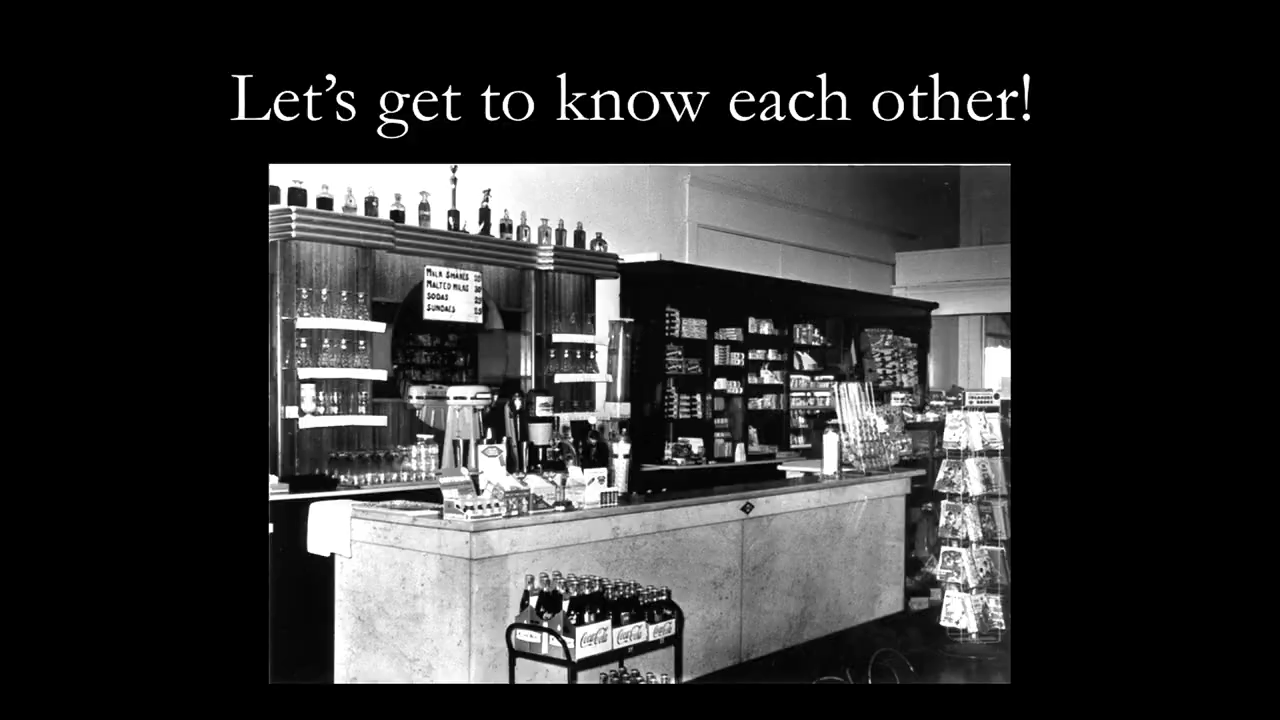 Let's get to know each other!
MILK SHAKES
MALTED MILKS
SODAS
SUNDAES
Coca-Cola
Coca-Cola
Coca-Cola